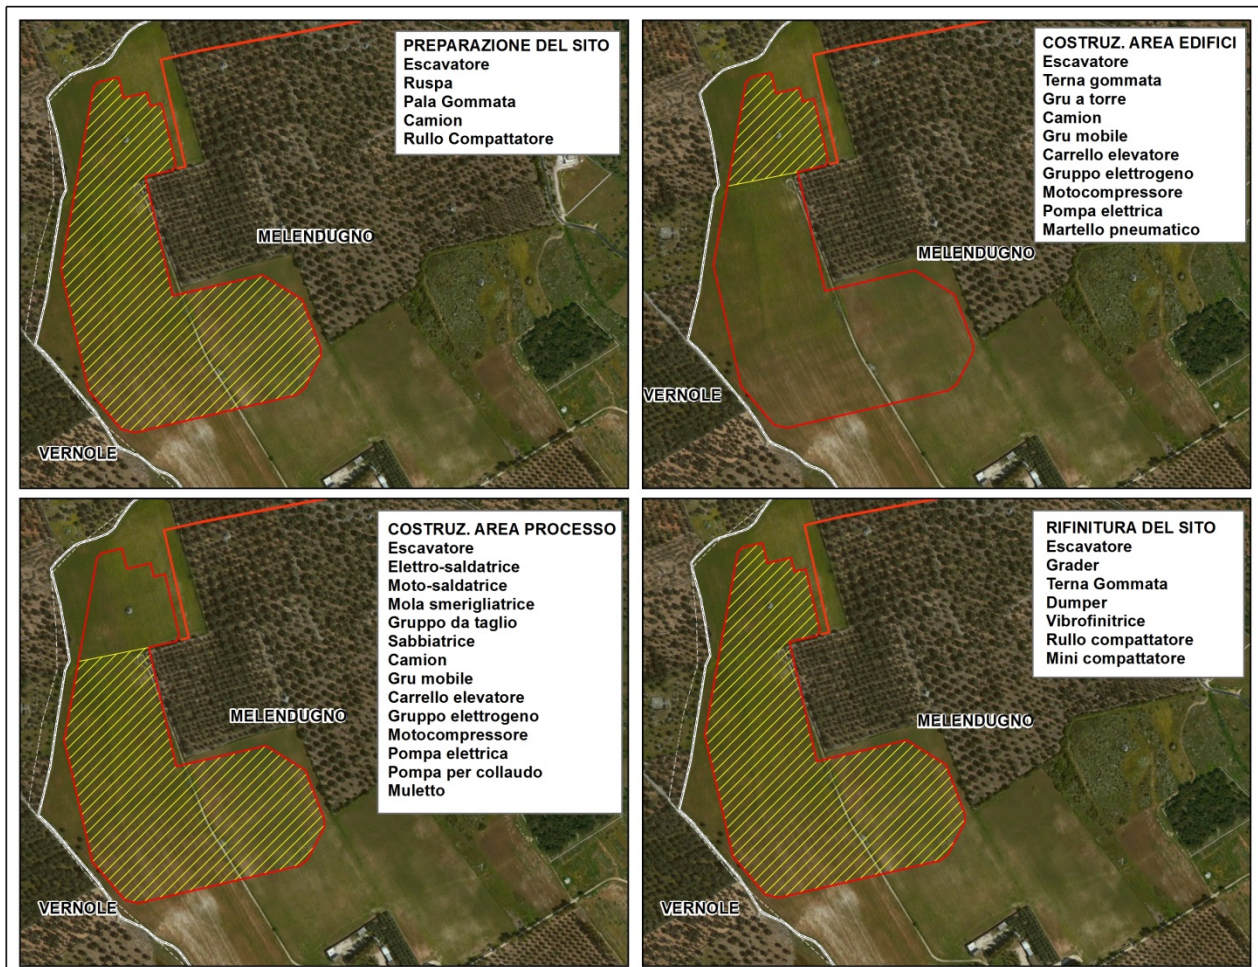 PREPARAZIONE DEL SITO
Escavatore
Ruspa
Pala Gommata
Camion
Rullo Compattatore
MELENDUGNO
VERNOLE
COSTRUZ. AREA EDIFICI
Escavatore
Terna gommata
Gru a torre
Camion
Gru mobile
Carrello elevatore
Gruppo elettrogeno
Motocompressore
Pompa elettrica
Martello pneumatico
MELENDUGNO
VERNOLE
COSTRUZ. AREA PROCESSO
Escavatore
Elettro-saldatrice
Moto-saldatrice
Mola smerigliatrice
Gruppo da taglio
Sabbiatrice
Camion
Gru mobile
Carrello elevatore
Gruppo elettrogeno
Motocompressore
Pompa elettrica
Pompa per collaudo
Muletto
MELENDUGNO
VERNOLE
RIFINITURA DEL SITO
Escavatore
Grader
Terna Gommata
Dumper
Vibrofinitrice
Rullo compattatore
Mini compattatore
MELENDUGNO
VERNOLE